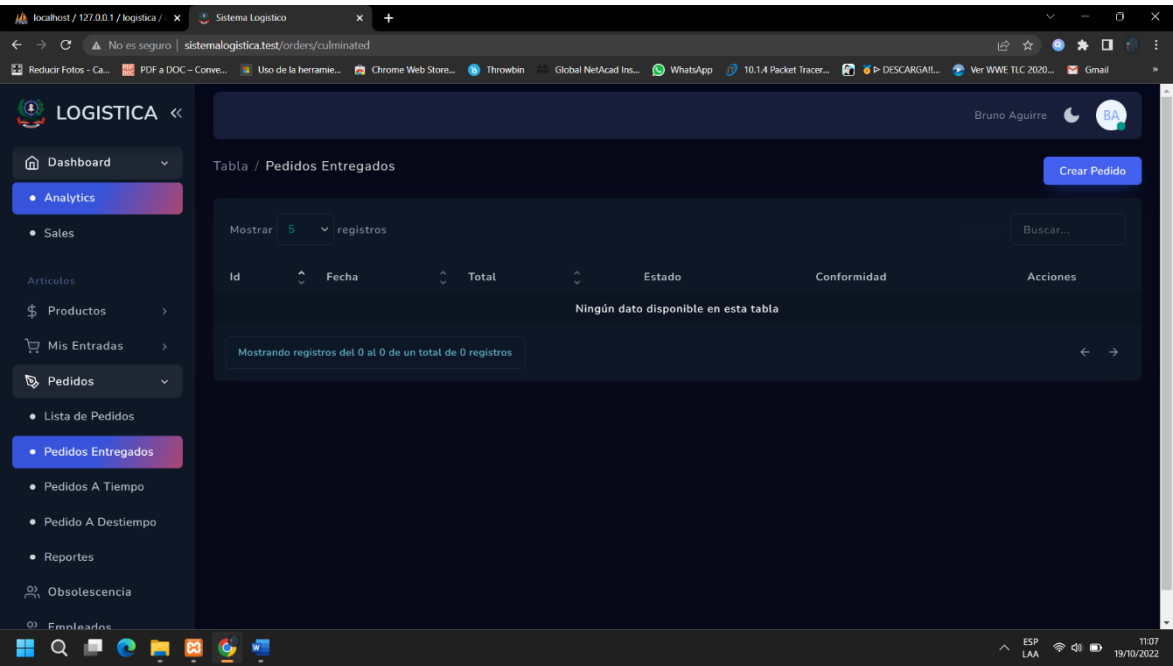 localhost / 127.0.0.1 / logistica /
Sistema Logistico
No es seguro | sistemalogistica.test/orders/culminated
Reducir Fotos - Ca... PDF a DOC – Conve... Uso de la herramie... Chrome Web Store... Throwbin Global NetAcad Ins... WhatsApp 10.1.4 Packet Tracer... DESCARGA!!... Ver WWE TLC 2020... Gmail »
LOGISTICA
Bruno Aguirre BA
Dashboard
Tabla / Pedidos Entregados
Crear Pedido
Analytics
Sales
Mostrar 5 registros
Buscar...
Id Fecha Total Estado Conformidad Acciones
Articulos
Productos
Ningún dato disponible en esta tabla
Mis Entradas
Mostrando registros del 0 al 0 de un total de 0 registros
Pedidos
Lista de Pedidos
Pedidos Entregados
Pedidos A Tiempo
Pedido A Destiempo
Reportes
Obsolescencia
Empleados
ESP
LAA
11:07
19/10/2022